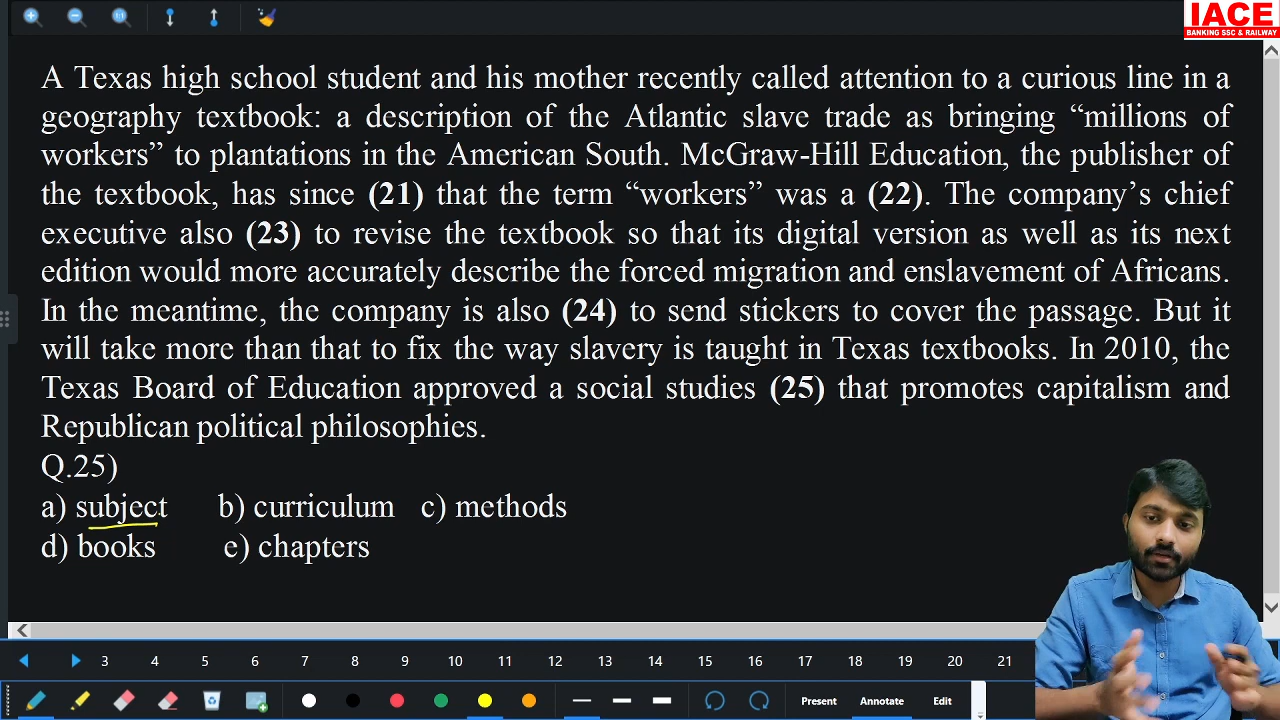 IACE
BANKING SSC & RAILWAY
A Texas high school student and his mother recently called attention to a curious line in a
geography textbook: a description of the Atlantic slave trade as bringing “millions of
workers” to plantations in the American South. McGraw-Hill Education, the publisher of
the textbook, has since (21) that the term “workers” was a (22). The company’s chief
executive also (23) to revise the textbook so that its digital version as well as its next
edition would more accurately describe the forced migration and enslavement of Africans.
In the meantime, the company is also (24) to send stickers to cover the passage. But it
will take more than that to fix the way slavery is taught in Texas textbooks. In 2010, the
Texas Board of Education approved a social studies (25) that promotes capitalism and
Republican political philosophies.
Q.25)
a) subject b) curriculum c) methods
d) books e) chapters
3 4 5 6 7 8 9 10 11 12 13 14 15 16 17 18 19 20 21
1:1
Present Annotate Edit